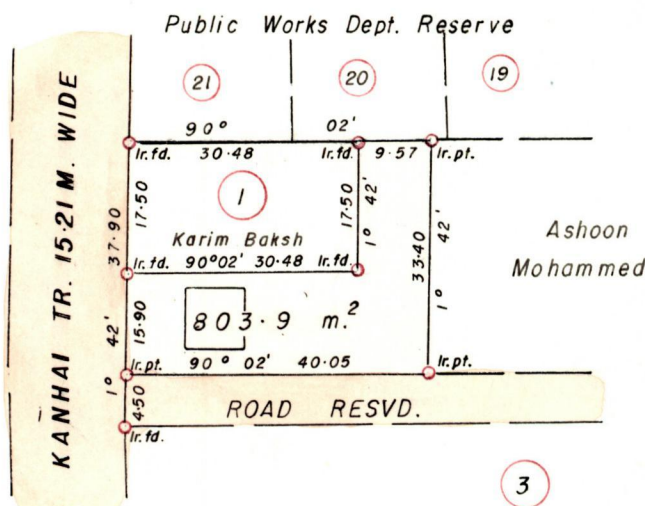 Public Works Dept. Reserve
21
20
19
90° 02'
Ir. fd. 30·48 Ir. fd. 9·57 Ir. pt.
KANHAI TR. 15·21 M. WIDE
37·90
1° 42'
17·50
1
17·50
1° 42'
33·40
1° 42'
Ashoon
Mohammed
Karim Baksh
Ir. fd. 90°02' 30·48 Ir. fd.
15·90
803·9 m.²
Ir. pt. 90° 02' 40·05 Ir. pt.
4·50
ROAD RESVD.
Ir. fd.
3